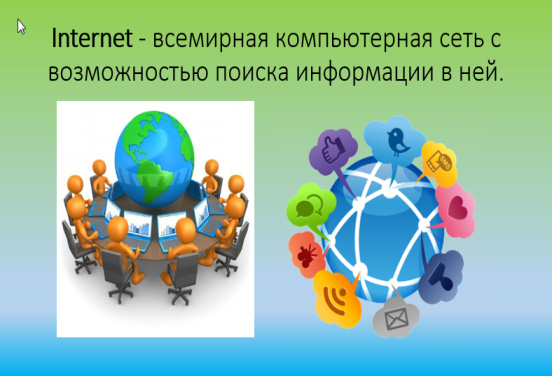 Internet - всемирная компьютерная сеть с
возможностью поиска информации в ней.